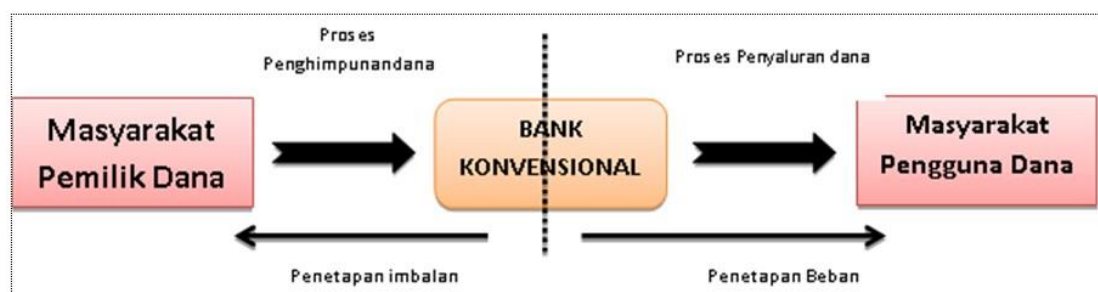 Proses
Penghimpunandana
Proses Penyaluran dana
Masyarakat
Pemilik Dana
BANK
KONVENSIONAL
Masyarakat
Pengguna Dana
Penetapan imbalan
Penetapan Beban